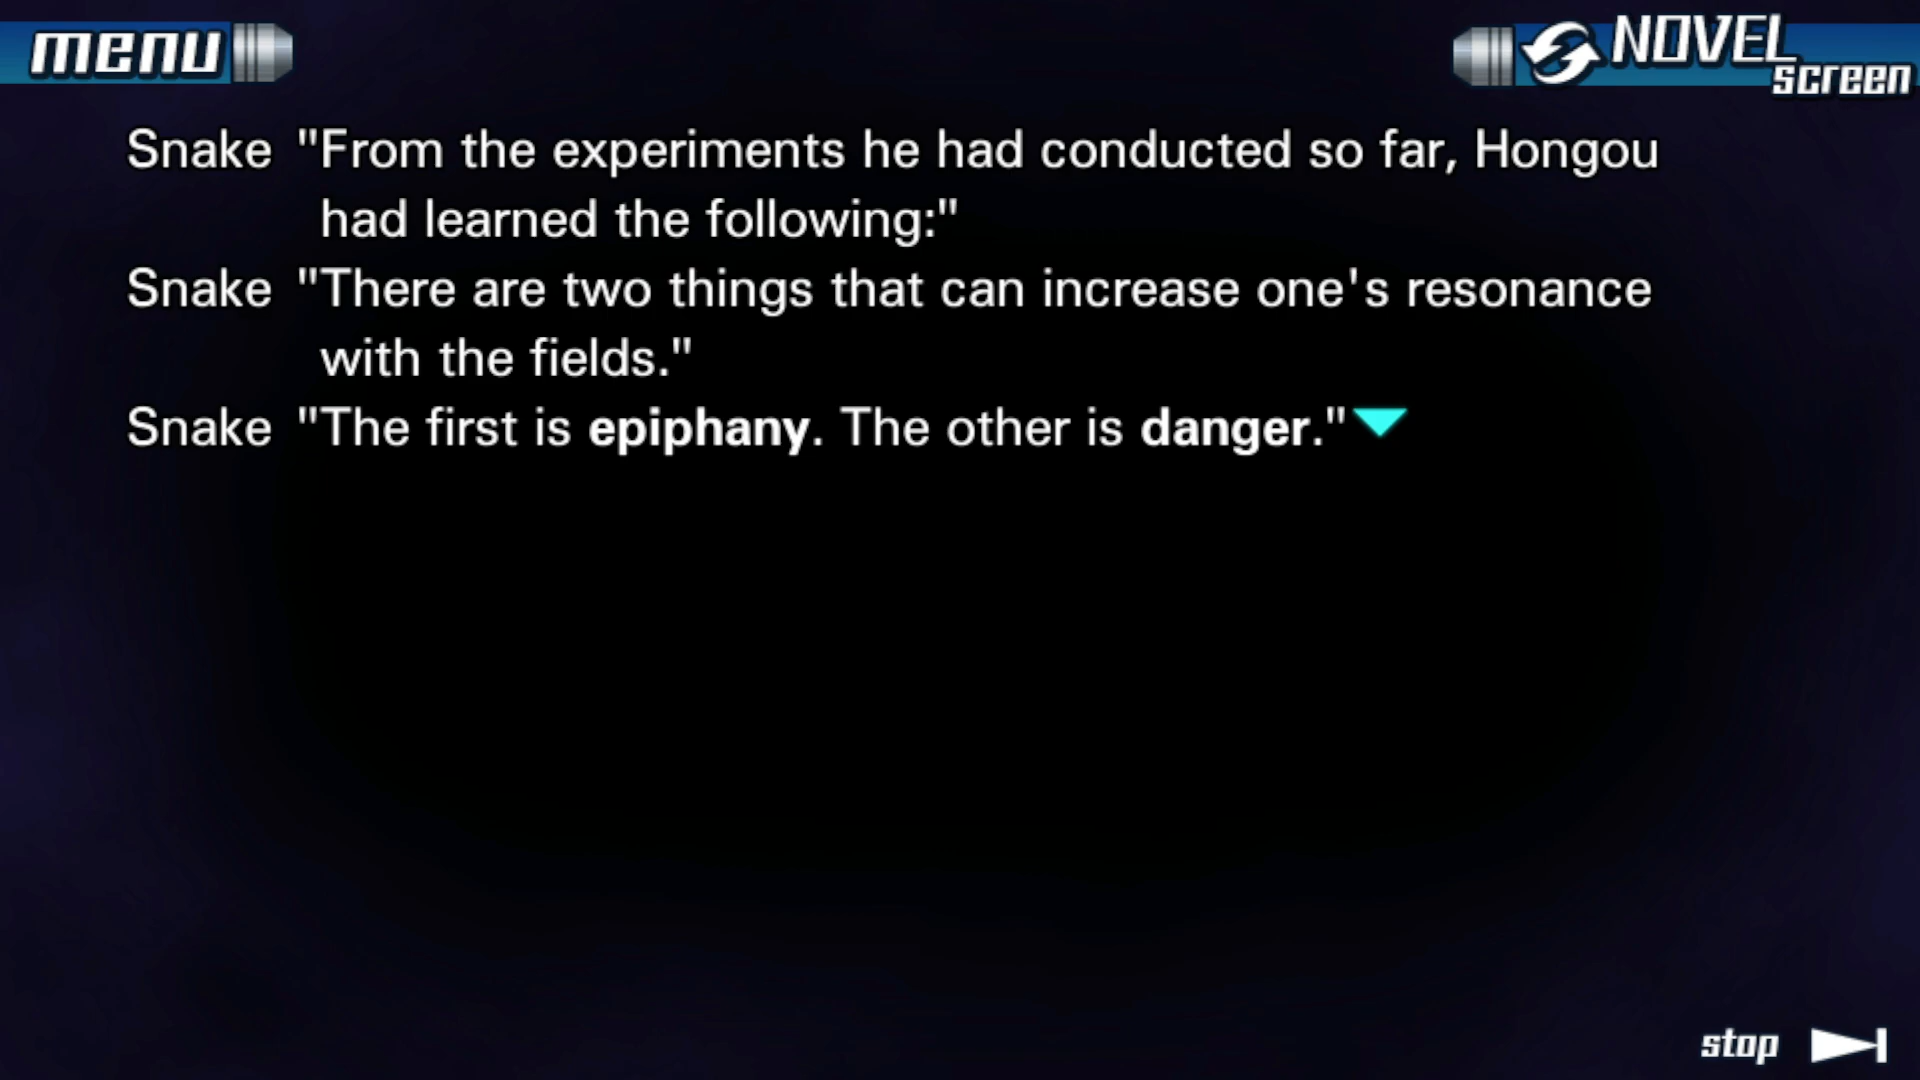 menu
NOVEL
screen
Snake "From the experiments he had conducted so far, Hongou
had learned the following:"
Snake "There are two things that can increase one's resonance
with the fields."
Snake "The first is epiphany. The other is danger."
stop